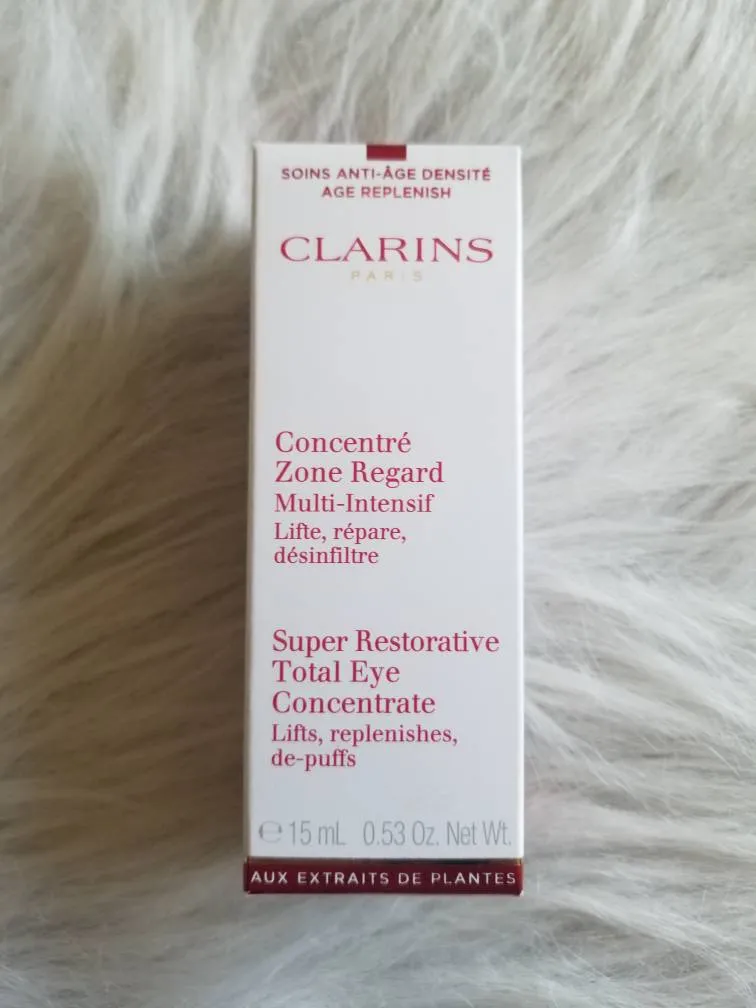 SOINS ANTI-ÂGE DENSITÉ
AGE REPLENISH
CLARINS
PARIS
Concentré
Zone Regard
Multi-Intensif
Lifte, répare,
désinfiltre
Super Restorative
Total Eye
Concentrate
Lifts, replenishes,
de-puffs
℮ 15 mL 0.53 Oz. Net Wt.
AUX EXTRAITS DE PLANTES